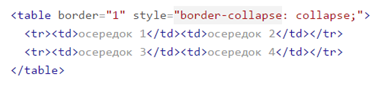 <table border="1" style="border-collapse: collapse;">
<tr><td>осередок 1</td><td>осередок 2</td></tr>
<tr><td>осередок 3</td><td>осередок 4</td></tr>
</table>